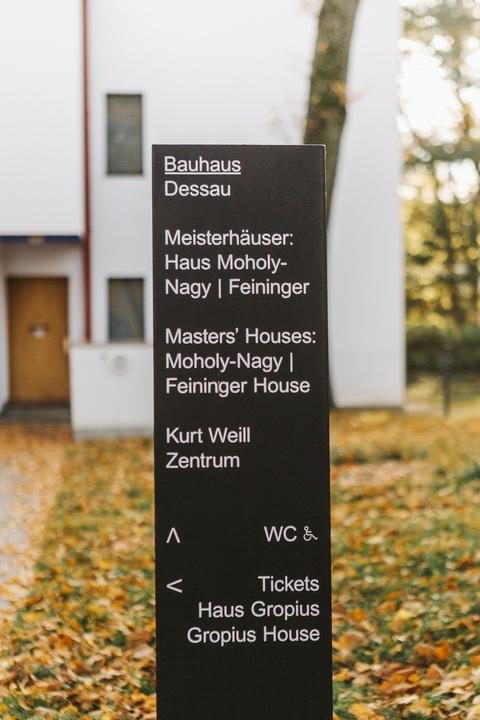 Bauhaus
Dessau
Meisterhäuser:
Haus Moholy-
Nagy | Feininger
Masters’ Houses:
Moholy-Nagy |
Feininger House
Kurt Weill
Zentrum
^ WC ♿
< Tickets
Haus Gropius
Gropius House